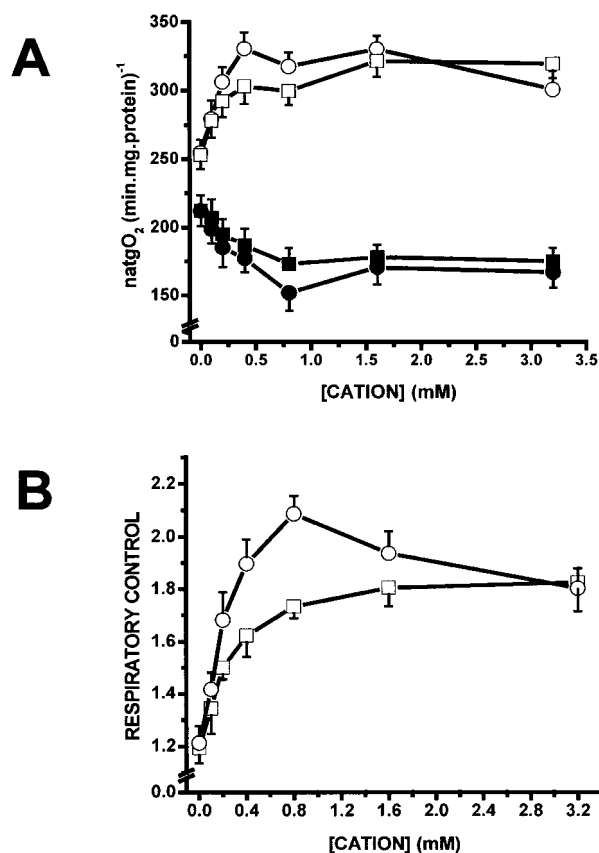 A
natgO₂ (min.mg.protein)⁻¹
350
300
250
200
150
0
0.0 0.5 1.0 1.5 2.0 2.5 3.0 3.5
[CATION] (mM)
B
RESPIRATORY CONTROL
2.2
2.0
1.8
1.6
1.4
1.2
0.0
0.0 0.4 0.8 1.2 1.6 2.0 2.4 2.8 3.2
[CATION] (mM)